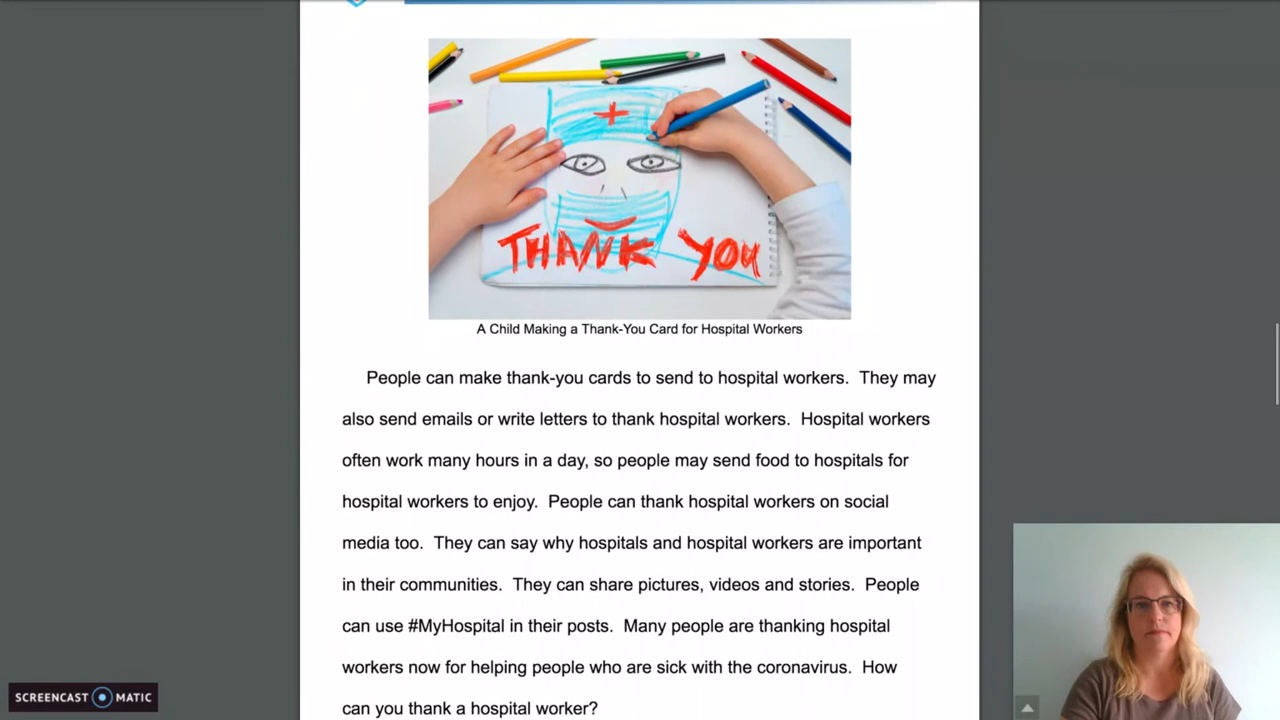 THANK YOU
A Child Making a Thank-You Card for Hospital Workers
People can make thank-you cards to send to hospital workers.  They may
also send emails or write letters to thank hospital workers.  Hospital workers
often work many hours in a day, so people may send food to hospitals for
hospital workers to enjoy.  People can thank hospital workers on social
media too.  They can say why hospitals and hospital workers are important
in their communities.  They can share pictures, videos and stories.  People
can use #MyHospital in their posts.  Many people are thanking hospital
workers now for helping people who are sick with the coronavirus.  How
can you thank a hospital worker?
SCREENCAST MATIC